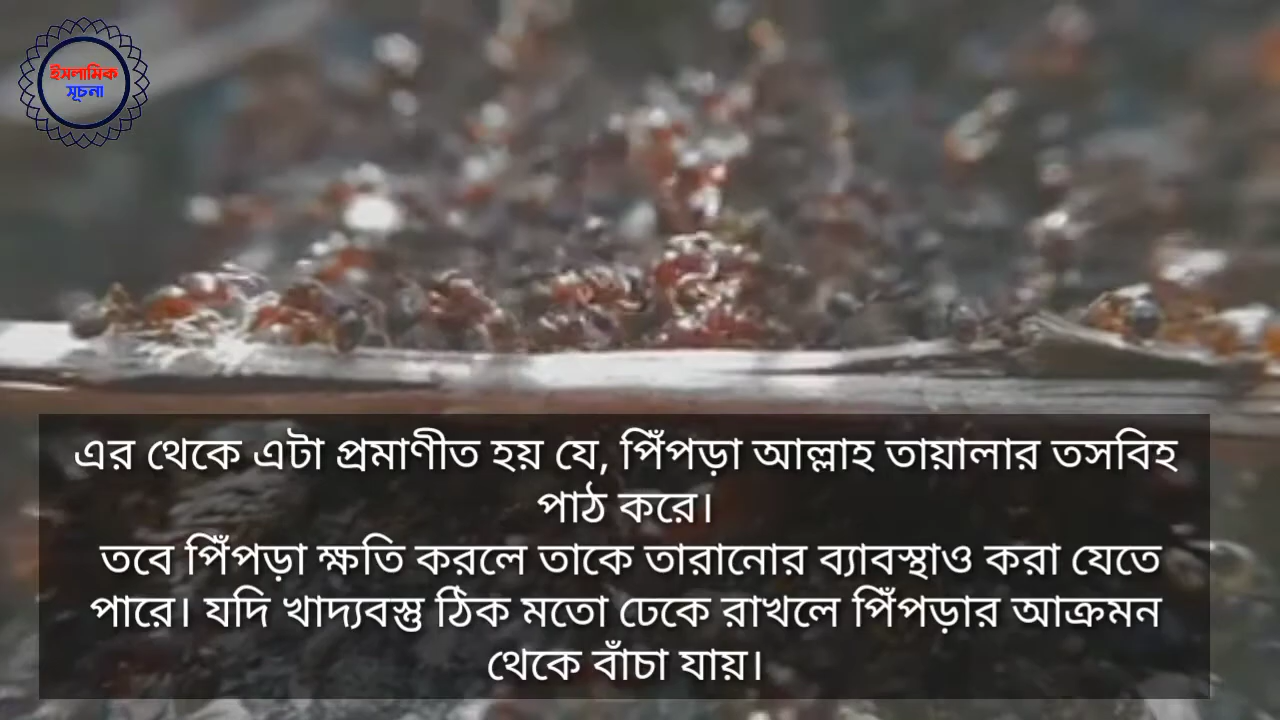 ইসলামিক
সূচনা
এর থেকে এটা প্রমাণীত হয় যে, পিঁপড়া আল্লাহ তায়ালার তসবিহ
পাঠ করে।
তবে পিঁপড়া ক্ষতি করলে তাকে তারানোর ব্যাবস্থাও করা যেতে
পারে। যদি খাদ্যবস্তু ঠিক মতো ঢেকে রাখলে পিঁপড়ার আক্রমন
থেকে বাঁচা যায়।